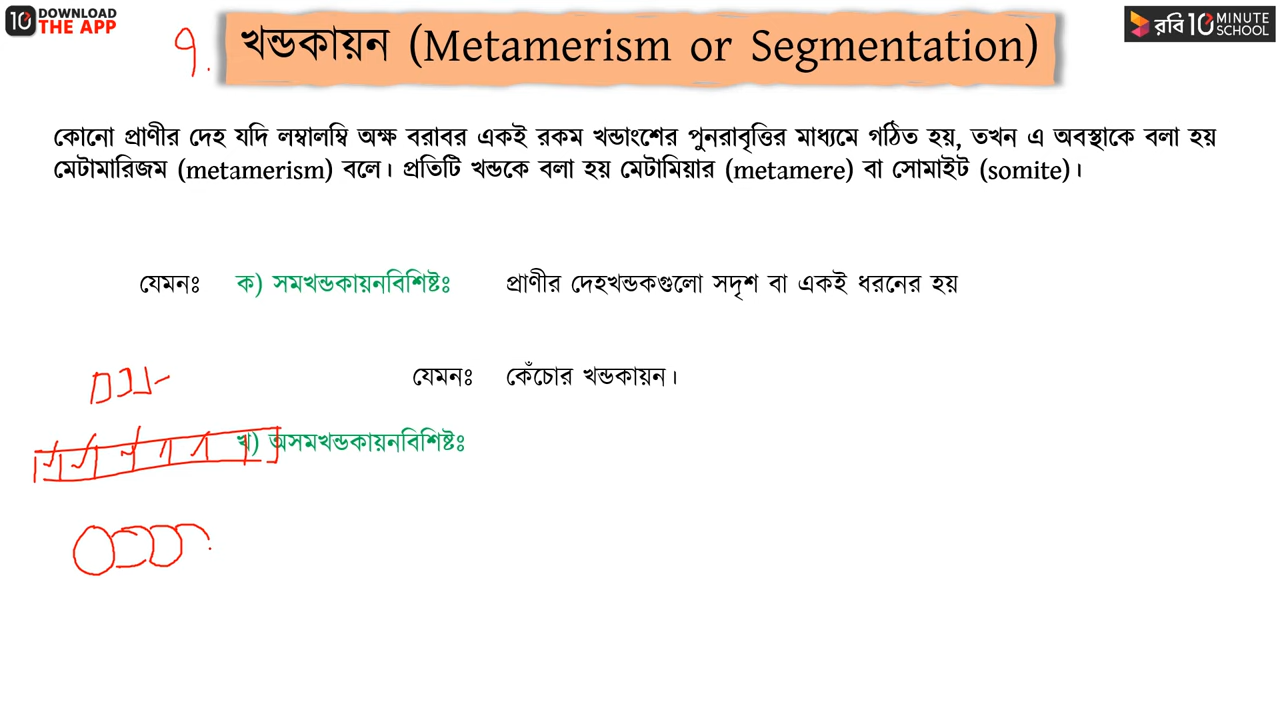 10 DOWNLOAD
THE APP
রবি 10 MINUTE
SCHOOL
৭. খন্ডকায়ন (Metamerism or Segmentation)
কোনো প্রাণীর দেহ যদি লম্বালম্বি অক্ষ বরাবর একই রকম খন্ডাংশের পুনরাবৃত্তির মাধ্যমে গঠিত হয়, তখন এ অবস্থাকে বলা হয়
মেটামারিজম (metamerism) বলে। প্রতিটি খন্ডকে বলা হয় মেটামিয়ার (metamere) বা সোমাইট (somite)।
যেমনঃ ক) সমখন্ডকায়নবিশিষ্টঃ প্রাণীর দেহখন্ডকগুলো সদৃশ বা একই ধরনের হয়
যেমনঃ কেঁচোর খন্ডকায়ন।
খ) অসমখন্ডকায়নবিশিষ্টঃ